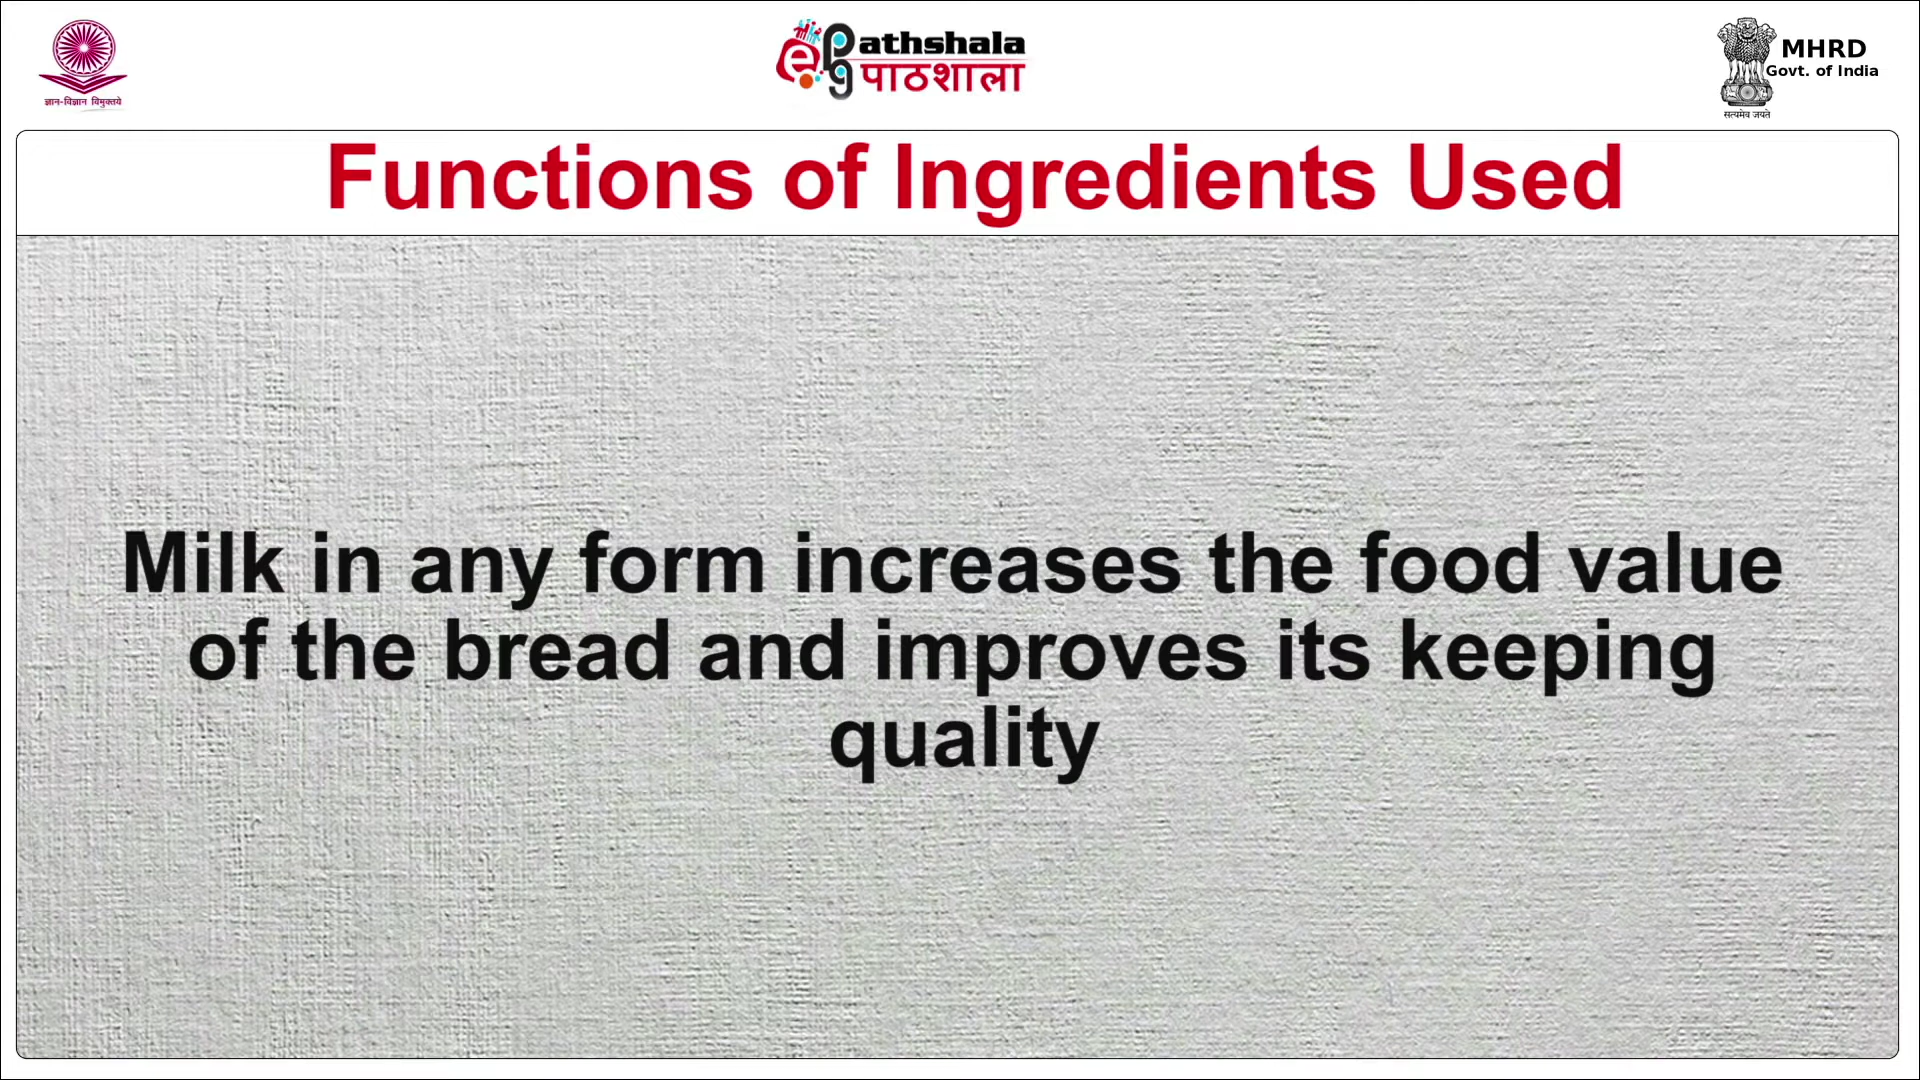 ज्ञान-विज्ञान विमुक्तये
ePG athshala
पाठशाला
MHRD
Govt. of India
सत्यमेव जयते
Functions of Ingredients Used
Milk in any form increases the food value
of the bread and improves its keeping
quality